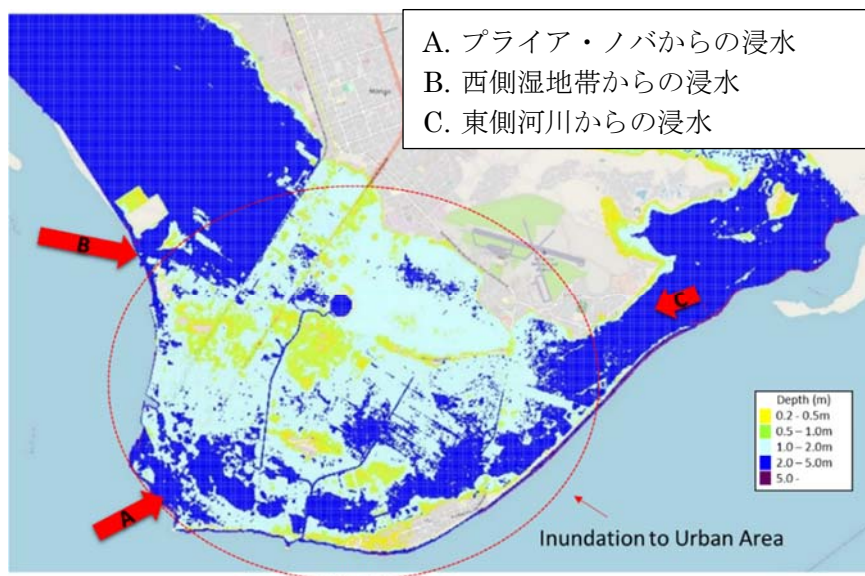 A. プライア・ノバからの浸水
B. 西側湿地帯からの浸水
C. 東側河川からの浸水
Manga
B
C
A
Depth (m)
0.2 - 0.5m
0.5 – 1.0m
1.0 – 2.0m
2.0 – 5.0m
5.0 -
Inundation to Urban Area